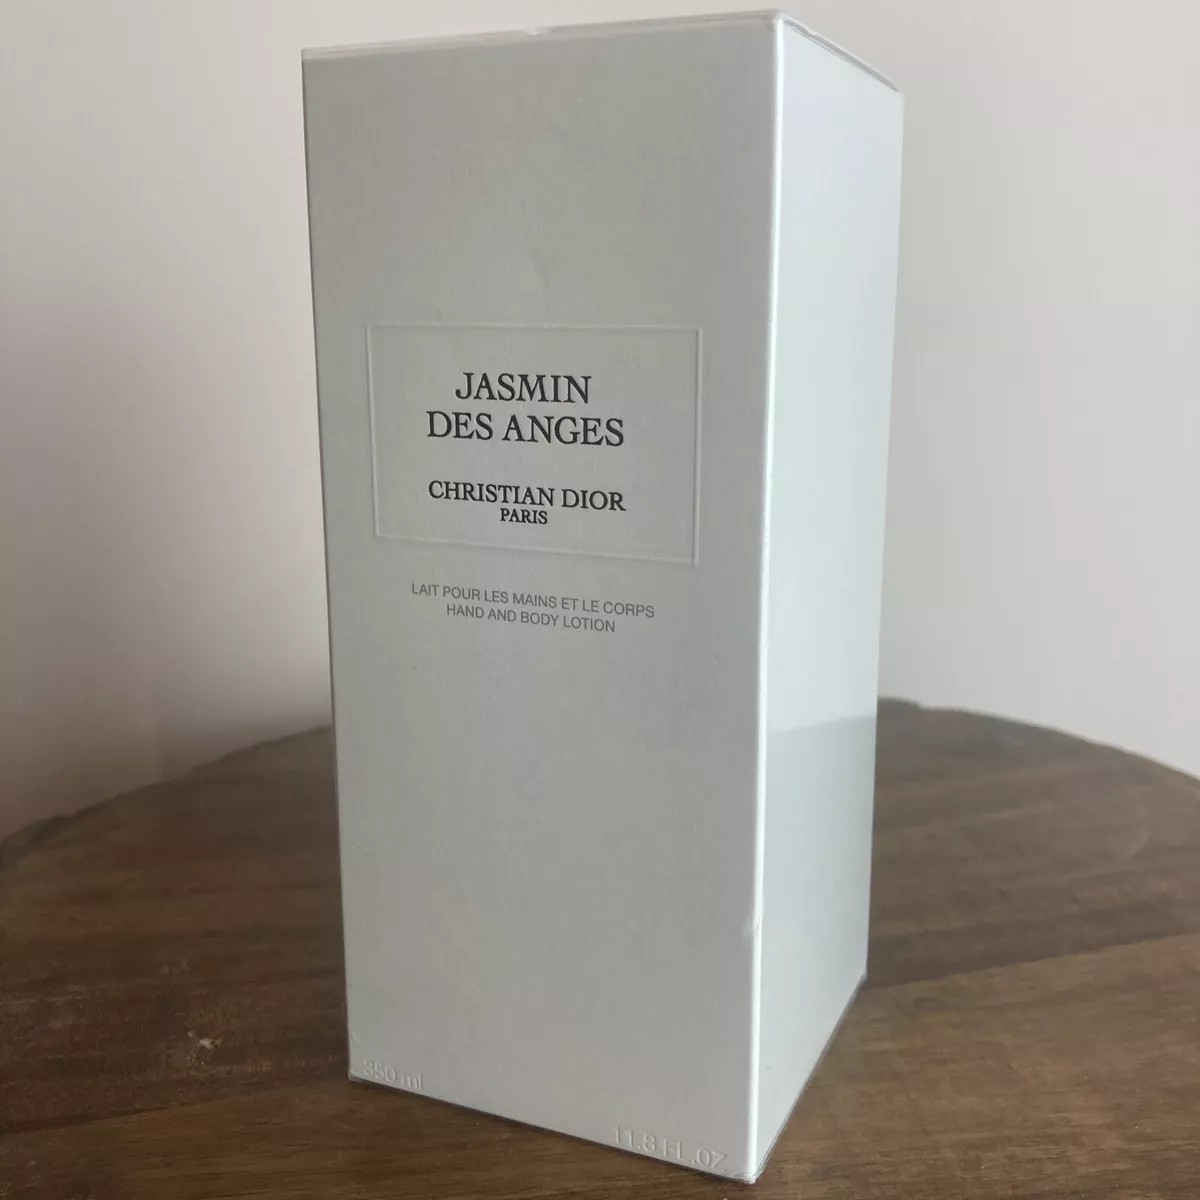 JASMIN
DES ANGES
CHRISTIAN DIOR
PARIS
LAIT POUR LES MAINS ET LE CORPS
HAND AND BODY LOTION
350 ml
11.8 FL.OZ